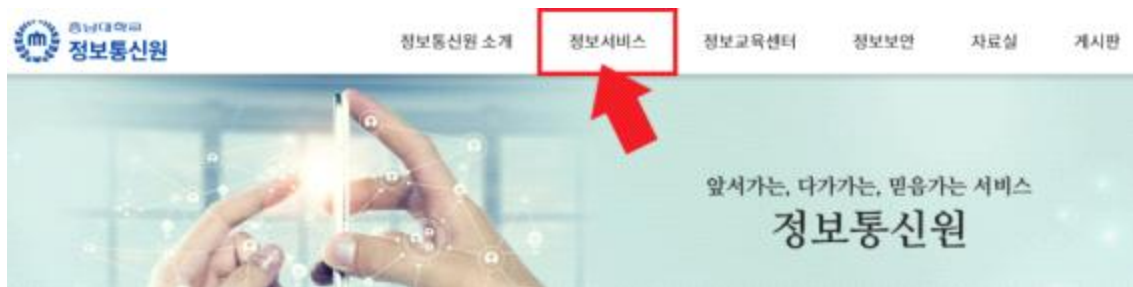 충남대학교
정보통신원
정보통신원 소개 정보서비스 정보교육센터 정보보안 자료실 게시판
앞서가는, 다가가는, 믿음가는 서비스
정보통신원